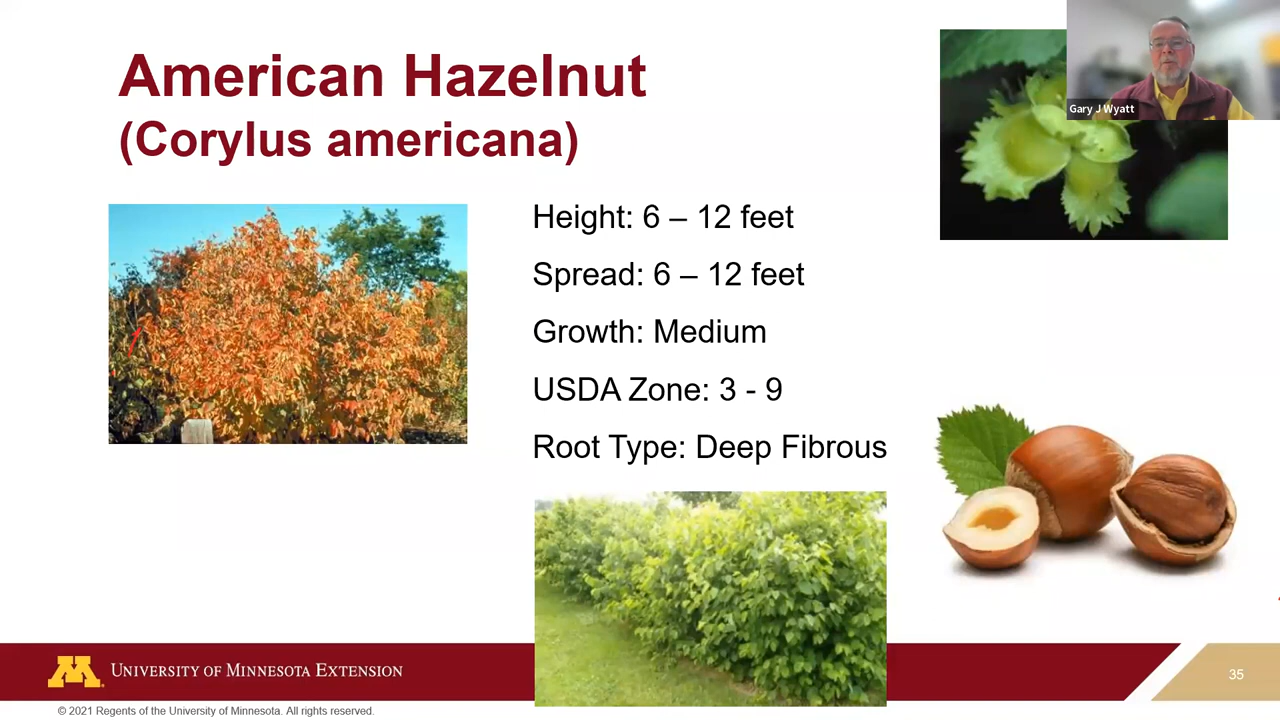 American Hazelnut
(Corylus americana)
Gary J Wyatt
Height: 6 – 12 feet
Spread: 6 – 12 feet
Growth: Medium
USDA Zone: 3 - 9
Root Type: Deep Fibrous
M UNIVERSITY OF MINNESOTA EXTENSION
35
© 2021 Regents of the University of Minnesota. All rights reserved.